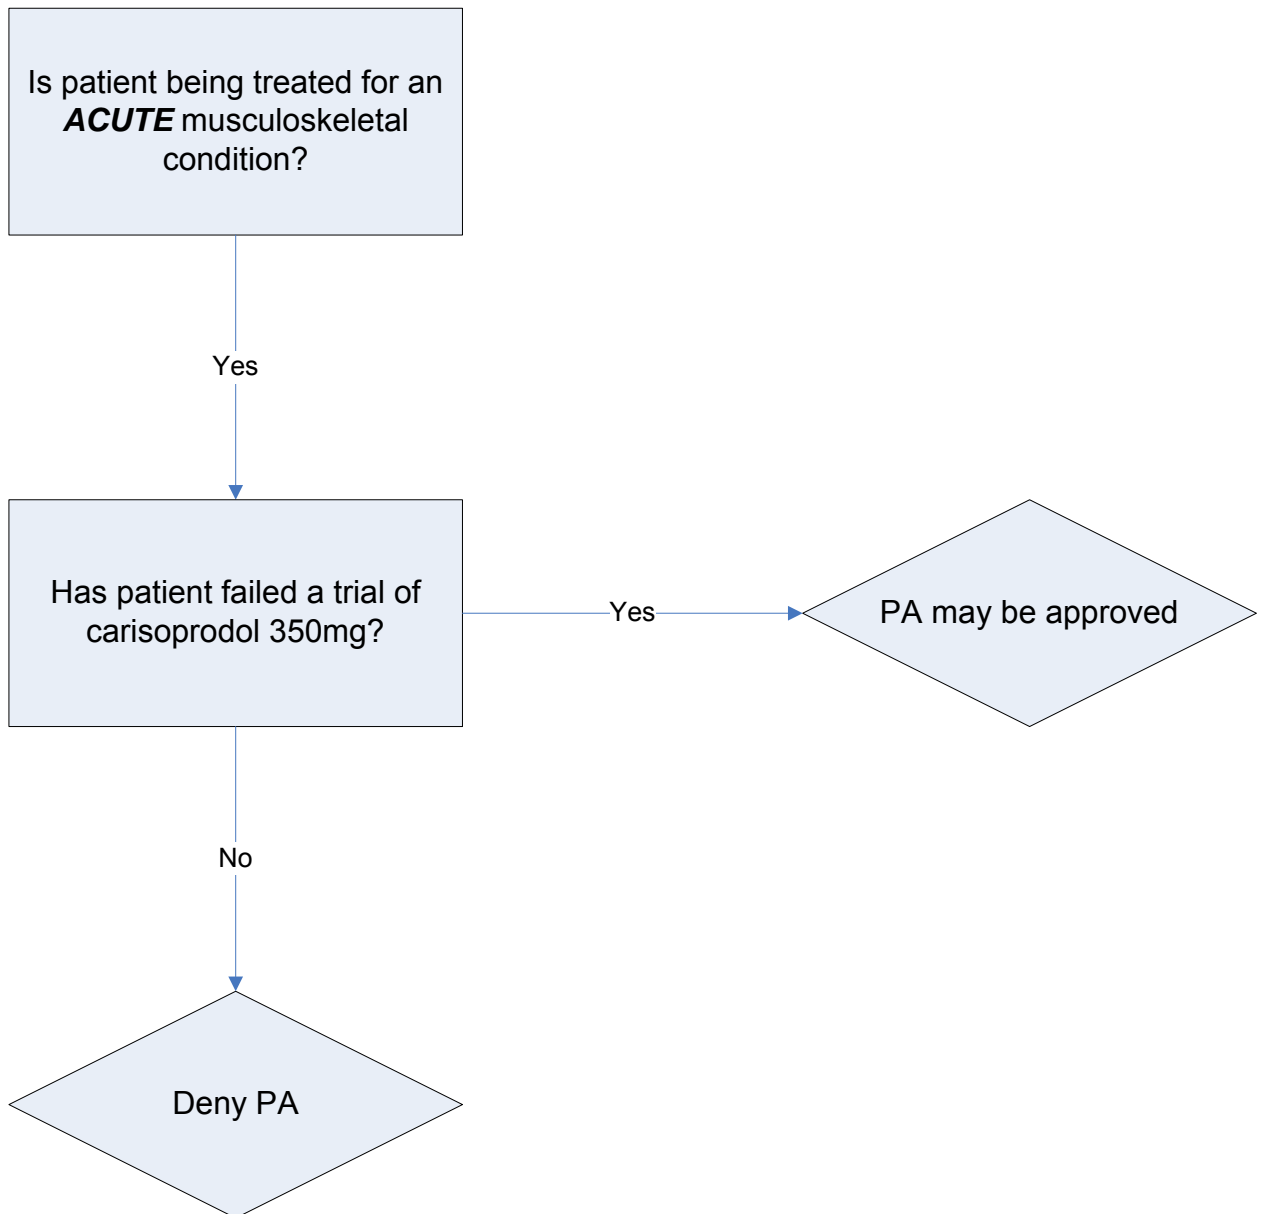 Is patient being treated for an
ACUTE musculoskeletal
condition?
Yes
Has patient failed a trial of
carisoprodol 350mg?
Yes
PA may be approved
No
Deny PA